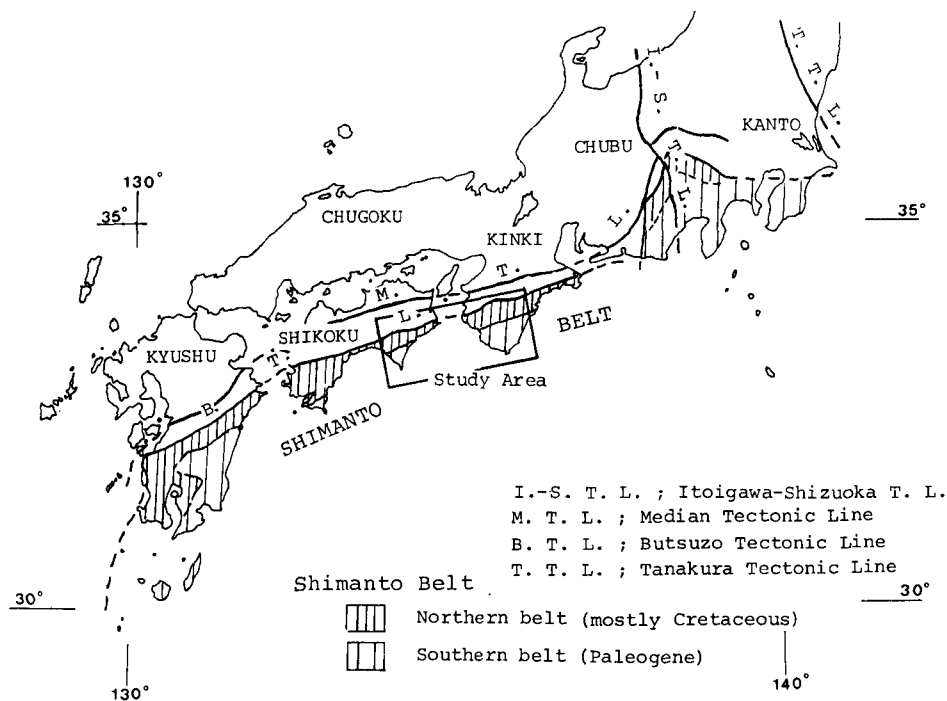 I.-S. T. L.
T. T. L.
KANTO
CHUBU
130°
35°
CHUGOKU
35°
KINKI
L.
T.
M.
L
BELT
SHIKOKU
KYUSHU
T.
B.
Study Area
SHIMANTO
I.-S. T. L. ; Itoigawa-Shizuoka T. L.
M. T. L. ; Median Tectonic Line
B. T. L. ; Butsuzo Tectonic Line
T. T. L. ; Tanakura Tectonic Line
Shimanto Belt
30°
30°
Northern belt (mostly Cretaceous)
Southern belt (Paleogene)
130°
140°